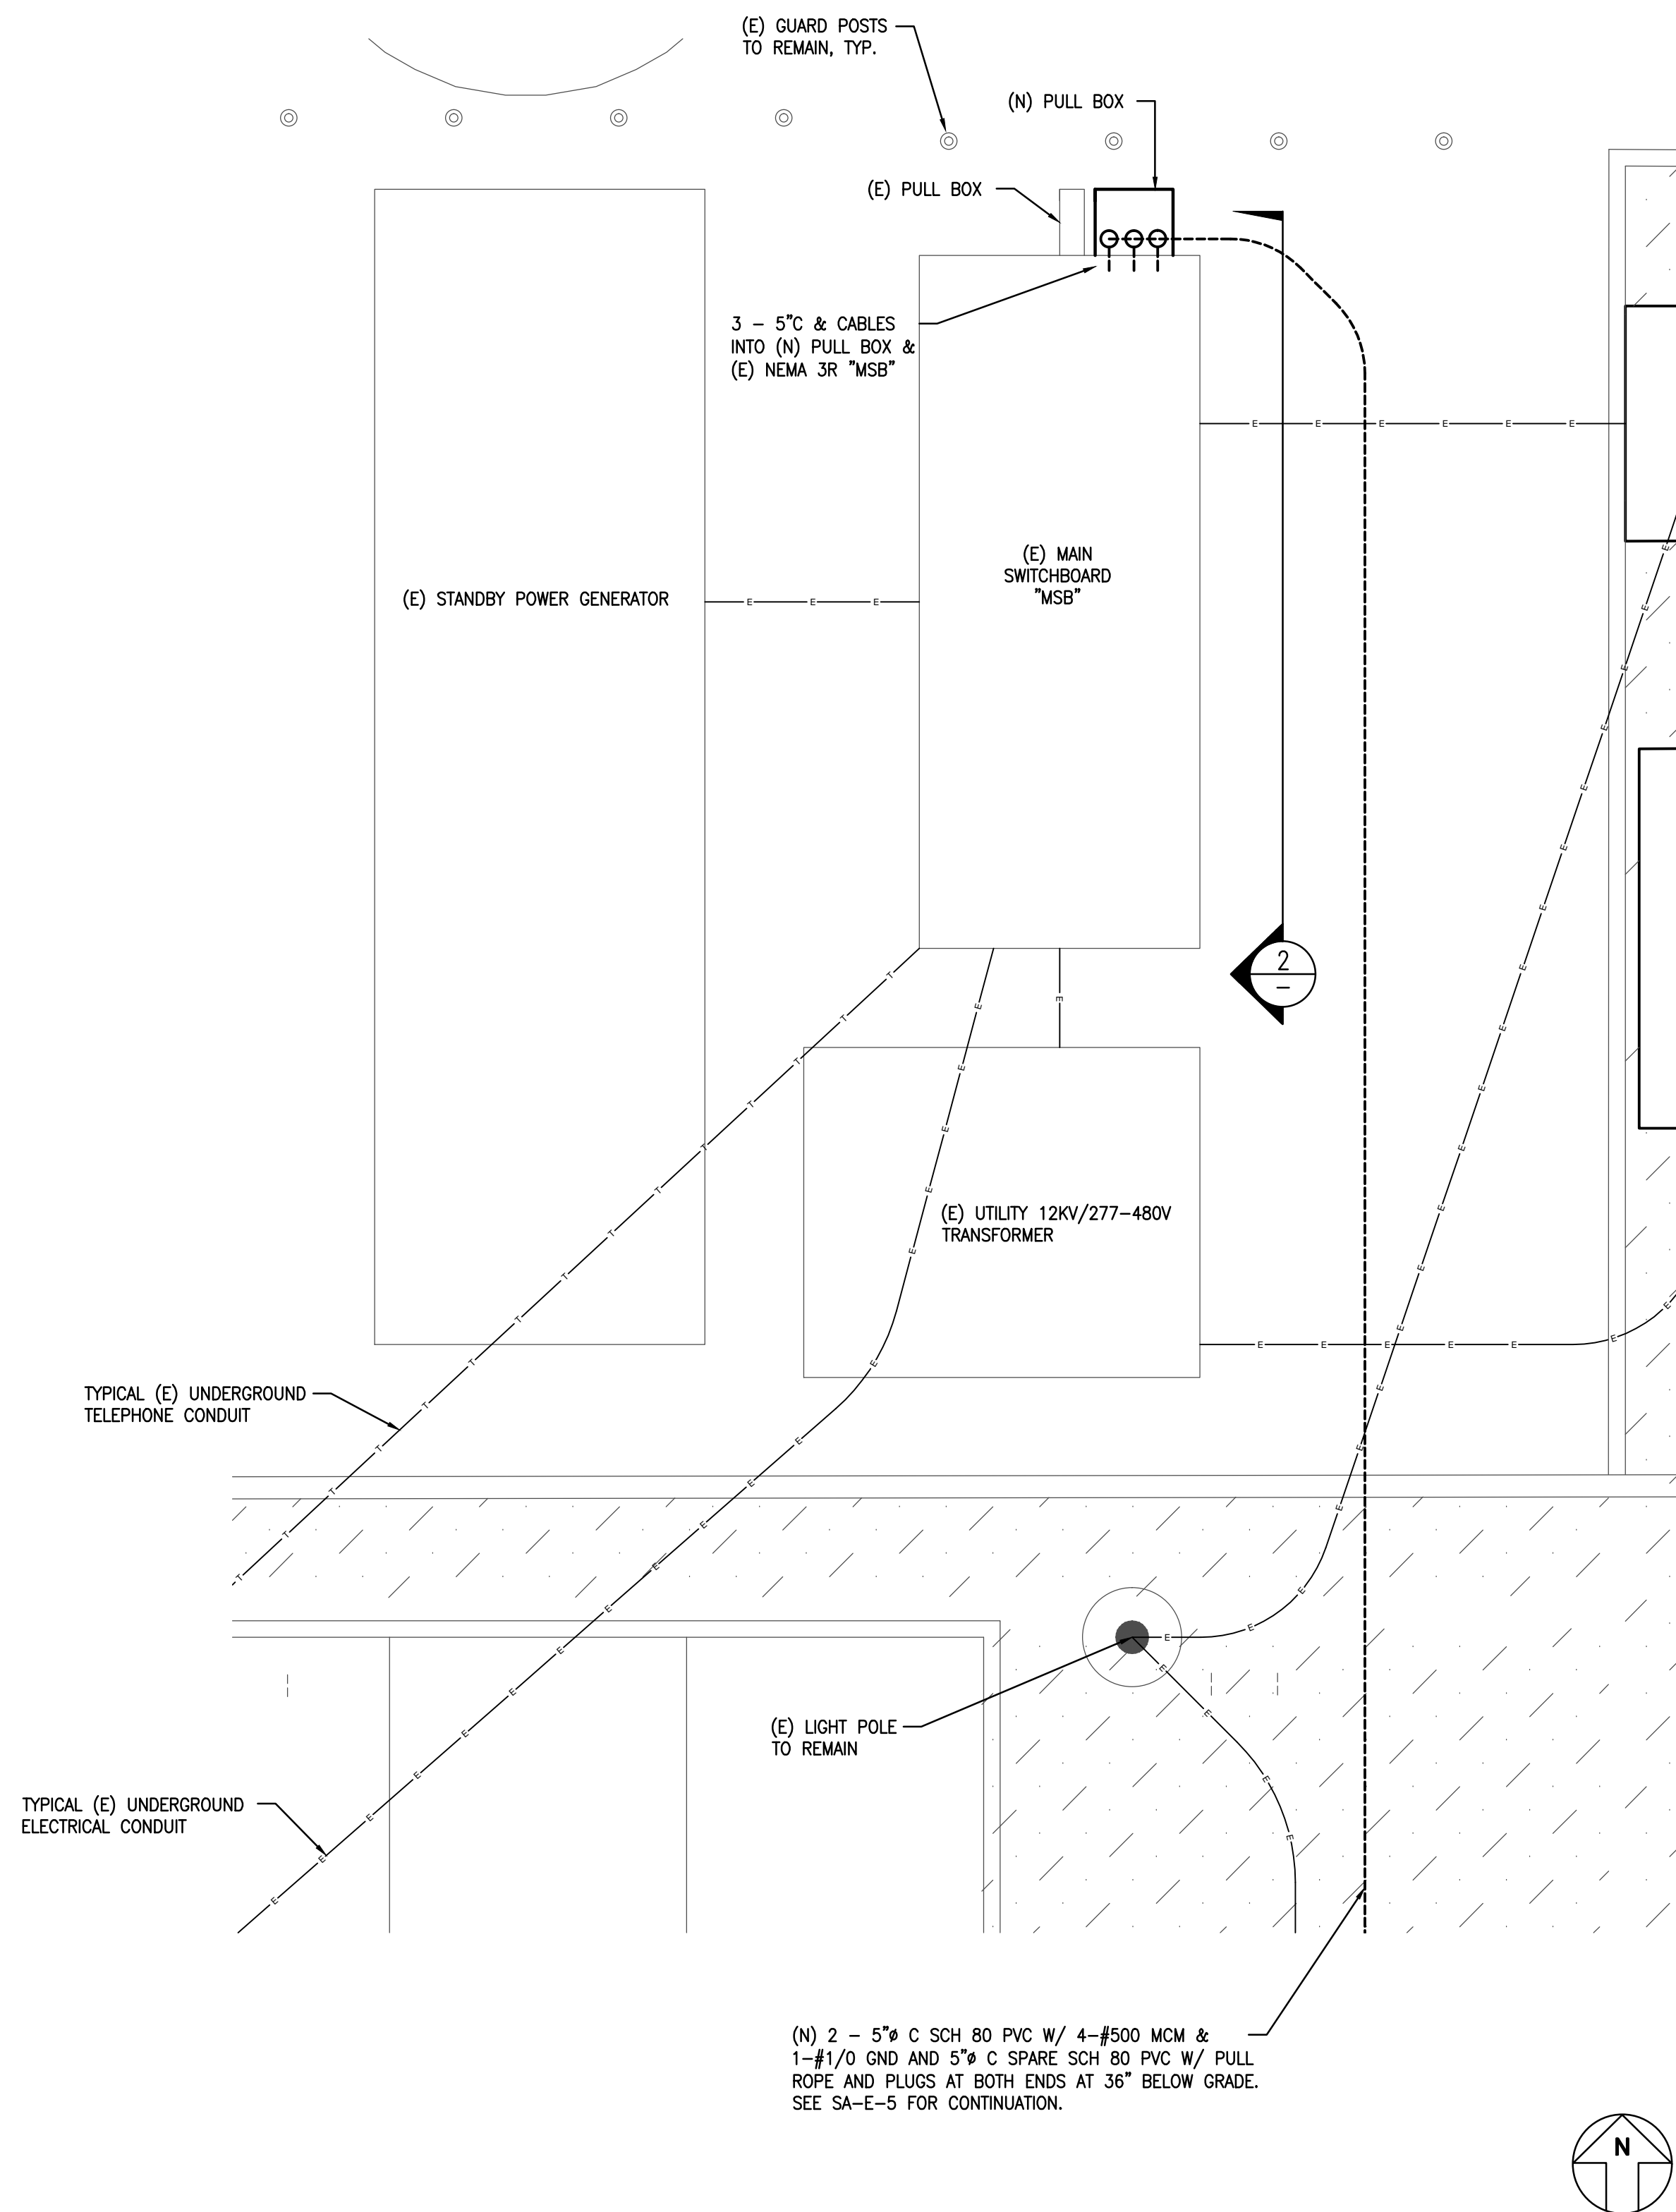 (E) GUARD POSTS
TO REMAIN, TYP.
(N) PULL BOX
(E) PULL BOX
3 - 5"C & CABLES
INTO (N) PULL BOX &
(E) NEMA 3R "MSB"
E E E E E E
(E) MAIN
SWITCHBOARD
"MSB"
(E) STANDBY POWER GENERATOR
E E E
2
-
(E) UTILITY 12KV/277-480V
TRANSFORMER
TYPICAL (E) UNDERGROUND
TELEPHONE CONDUIT
(E) LIGHT POLE
TO REMAIN
TYPICAL (E) UNDERGROUND
ELECTRICAL CONDUIT
(N) 2 - 5"ø C SCH 80 PVC W/ 4-#500 MCM &
1-#1/0 GND AND 5"ø C SPARE SCH 80 PVC W/ PULL
ROPE AND PLUGS AT BOTH ENDS AT 36" BELOW GRADE.
SEE SA-E-5 FOR CONTINUATION.
N